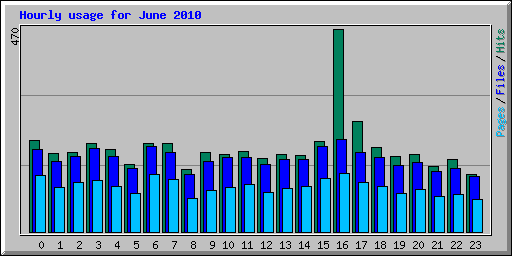 Hourly usage for June 2010
470
Pages / Files / Hits
0 1 2 3 4 5 6 7 8 9 10 11 12 13 14 15 16 17 18 19 20 21 22 23